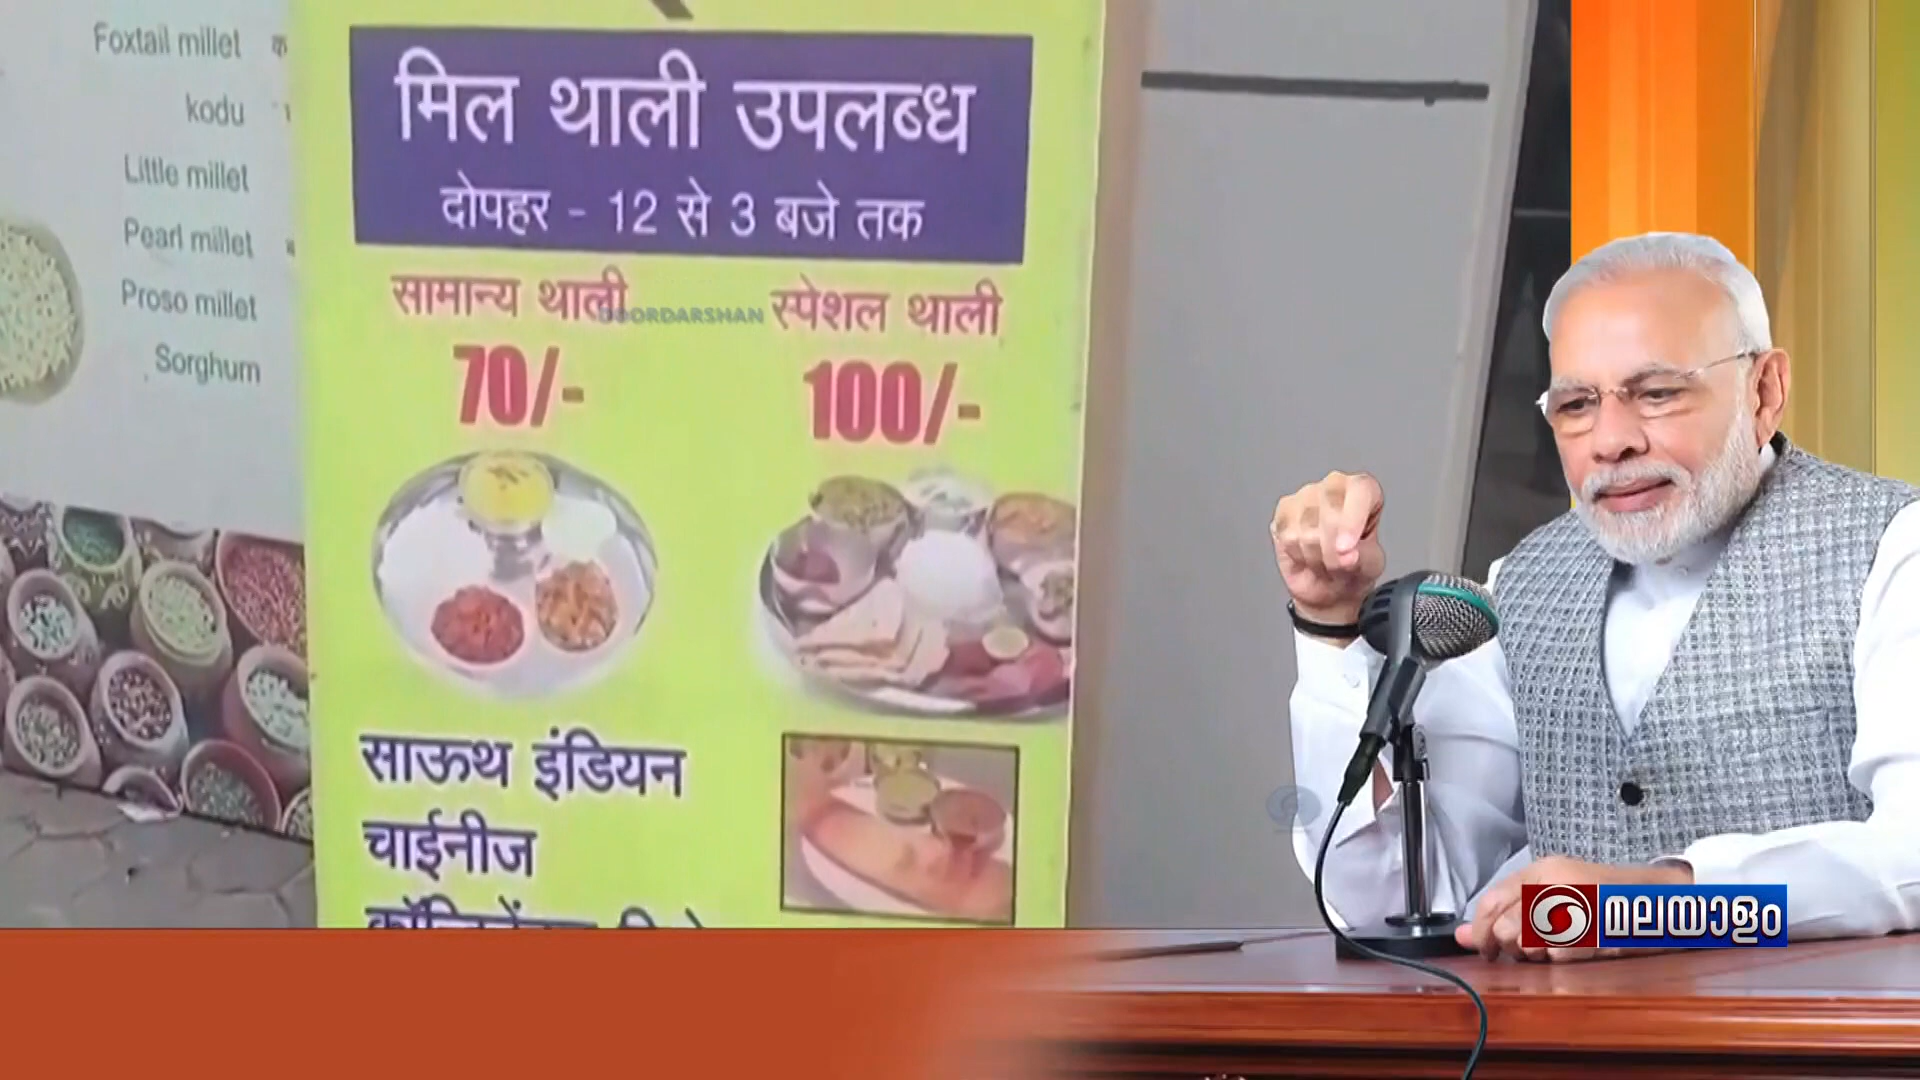 Foxtail millet
kodu
Little millet
Pearl millet
Proso millet
Sorghum
मिल थाली उपलब्ध
दोपहर - 12 से 3 बजे तक
सामान्य थाली
स्पेशल थाली
DOORDARSHAN
70/-
100/-
साऊथ इंडियन
चाईनीज
മലയാളം